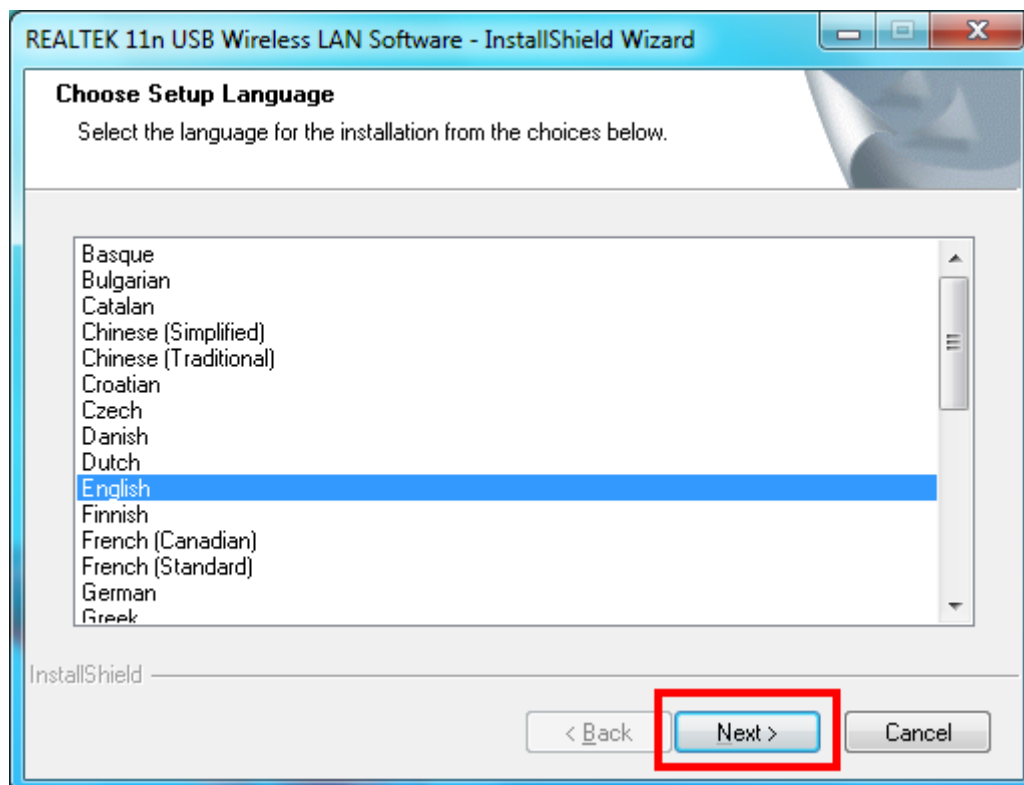 REALTEK 11n USB Wireless LAN Software - InstallShield Wizard
Choose Setup Language
Select the language for the installation from the choices below.
Basque
Bulgarian
Catalan
Chinese (Simplified)
Chinese (Traditional)
Croatian
Czech
Danish
Dutch
English
Finnish
French (Canadian)
French (Standard)
German
Greek
InstallShield
< Back Next > Cancel